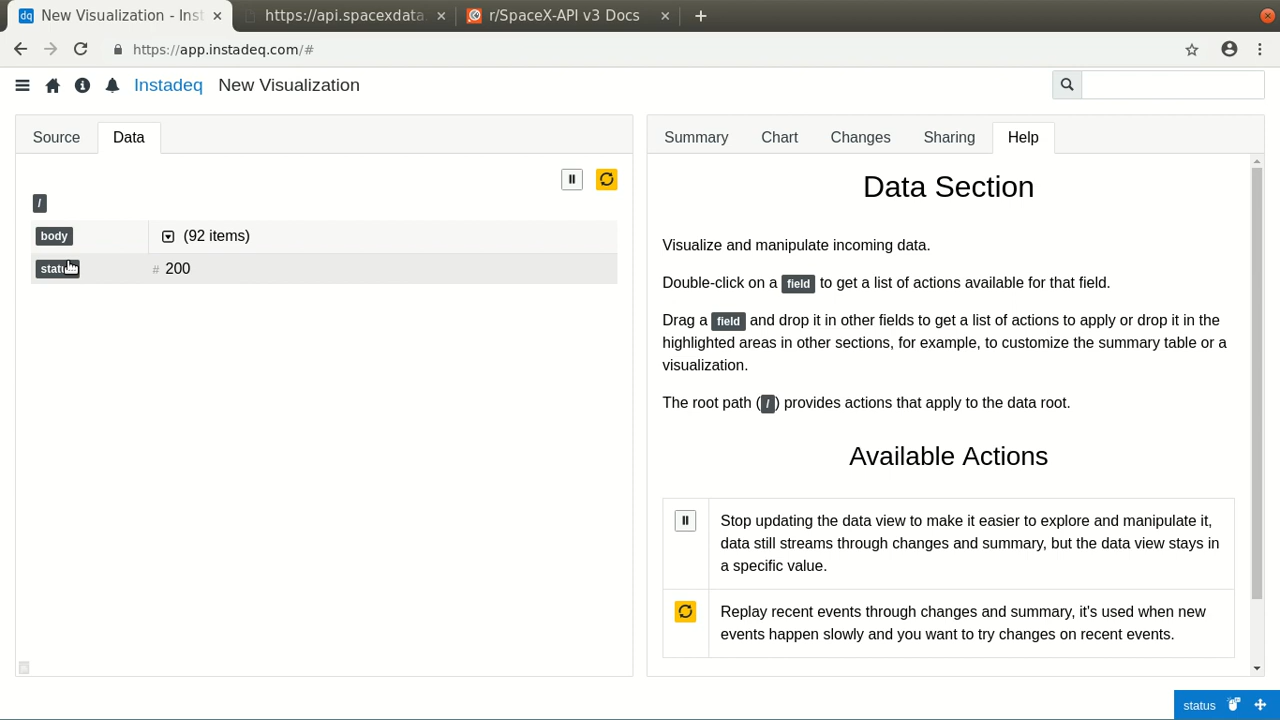 New Visualization - Inst
https://api.spacexdata.
r/SpaceX-API v3 Docs
https://app.instadeq.com/#
Instadeq New Visualization
Source Data
/
body (92 items)
# 200
Summary Chart Changes Sharing Help
Data Section
Visualize and manipulate incoming data.
Double-click on a field to get a list of actions available for that field.
Drag a field and drop it in other fields to get a list of actions to apply or drop it in the
highlighted areas in other sections, for example, to customize the summary table or a
visualization.
The root path ( / ) provides actions that apply to the data root.
Available Actions
Stop updating the data view to make it easier to explore and manipulate it,
data still streams through changes and summary, but the data view stays in
a specific value.
Replay recent events through changes and summary, it's used when new
events happen slowly and you want to try changes on recent events.
status